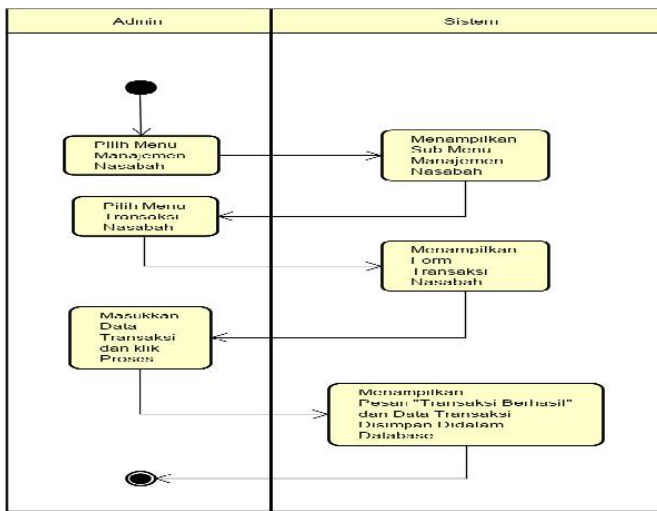 Admin
Sistem
Pilih Menu
Manajemen
Nasabah
Menampilkan
Sub Menu
Manajemen
Nasabah
Pilih Menu
Transaksi
Nasabah
Menampilkan
Form
Transaksi
Nasabah
Masukkan
Data
Transaksi
dan klik
Proses
Menampilkan
Pesan "Transaksi Berhasil"
dan Data Transaksi
Disimpan Didalam
Database